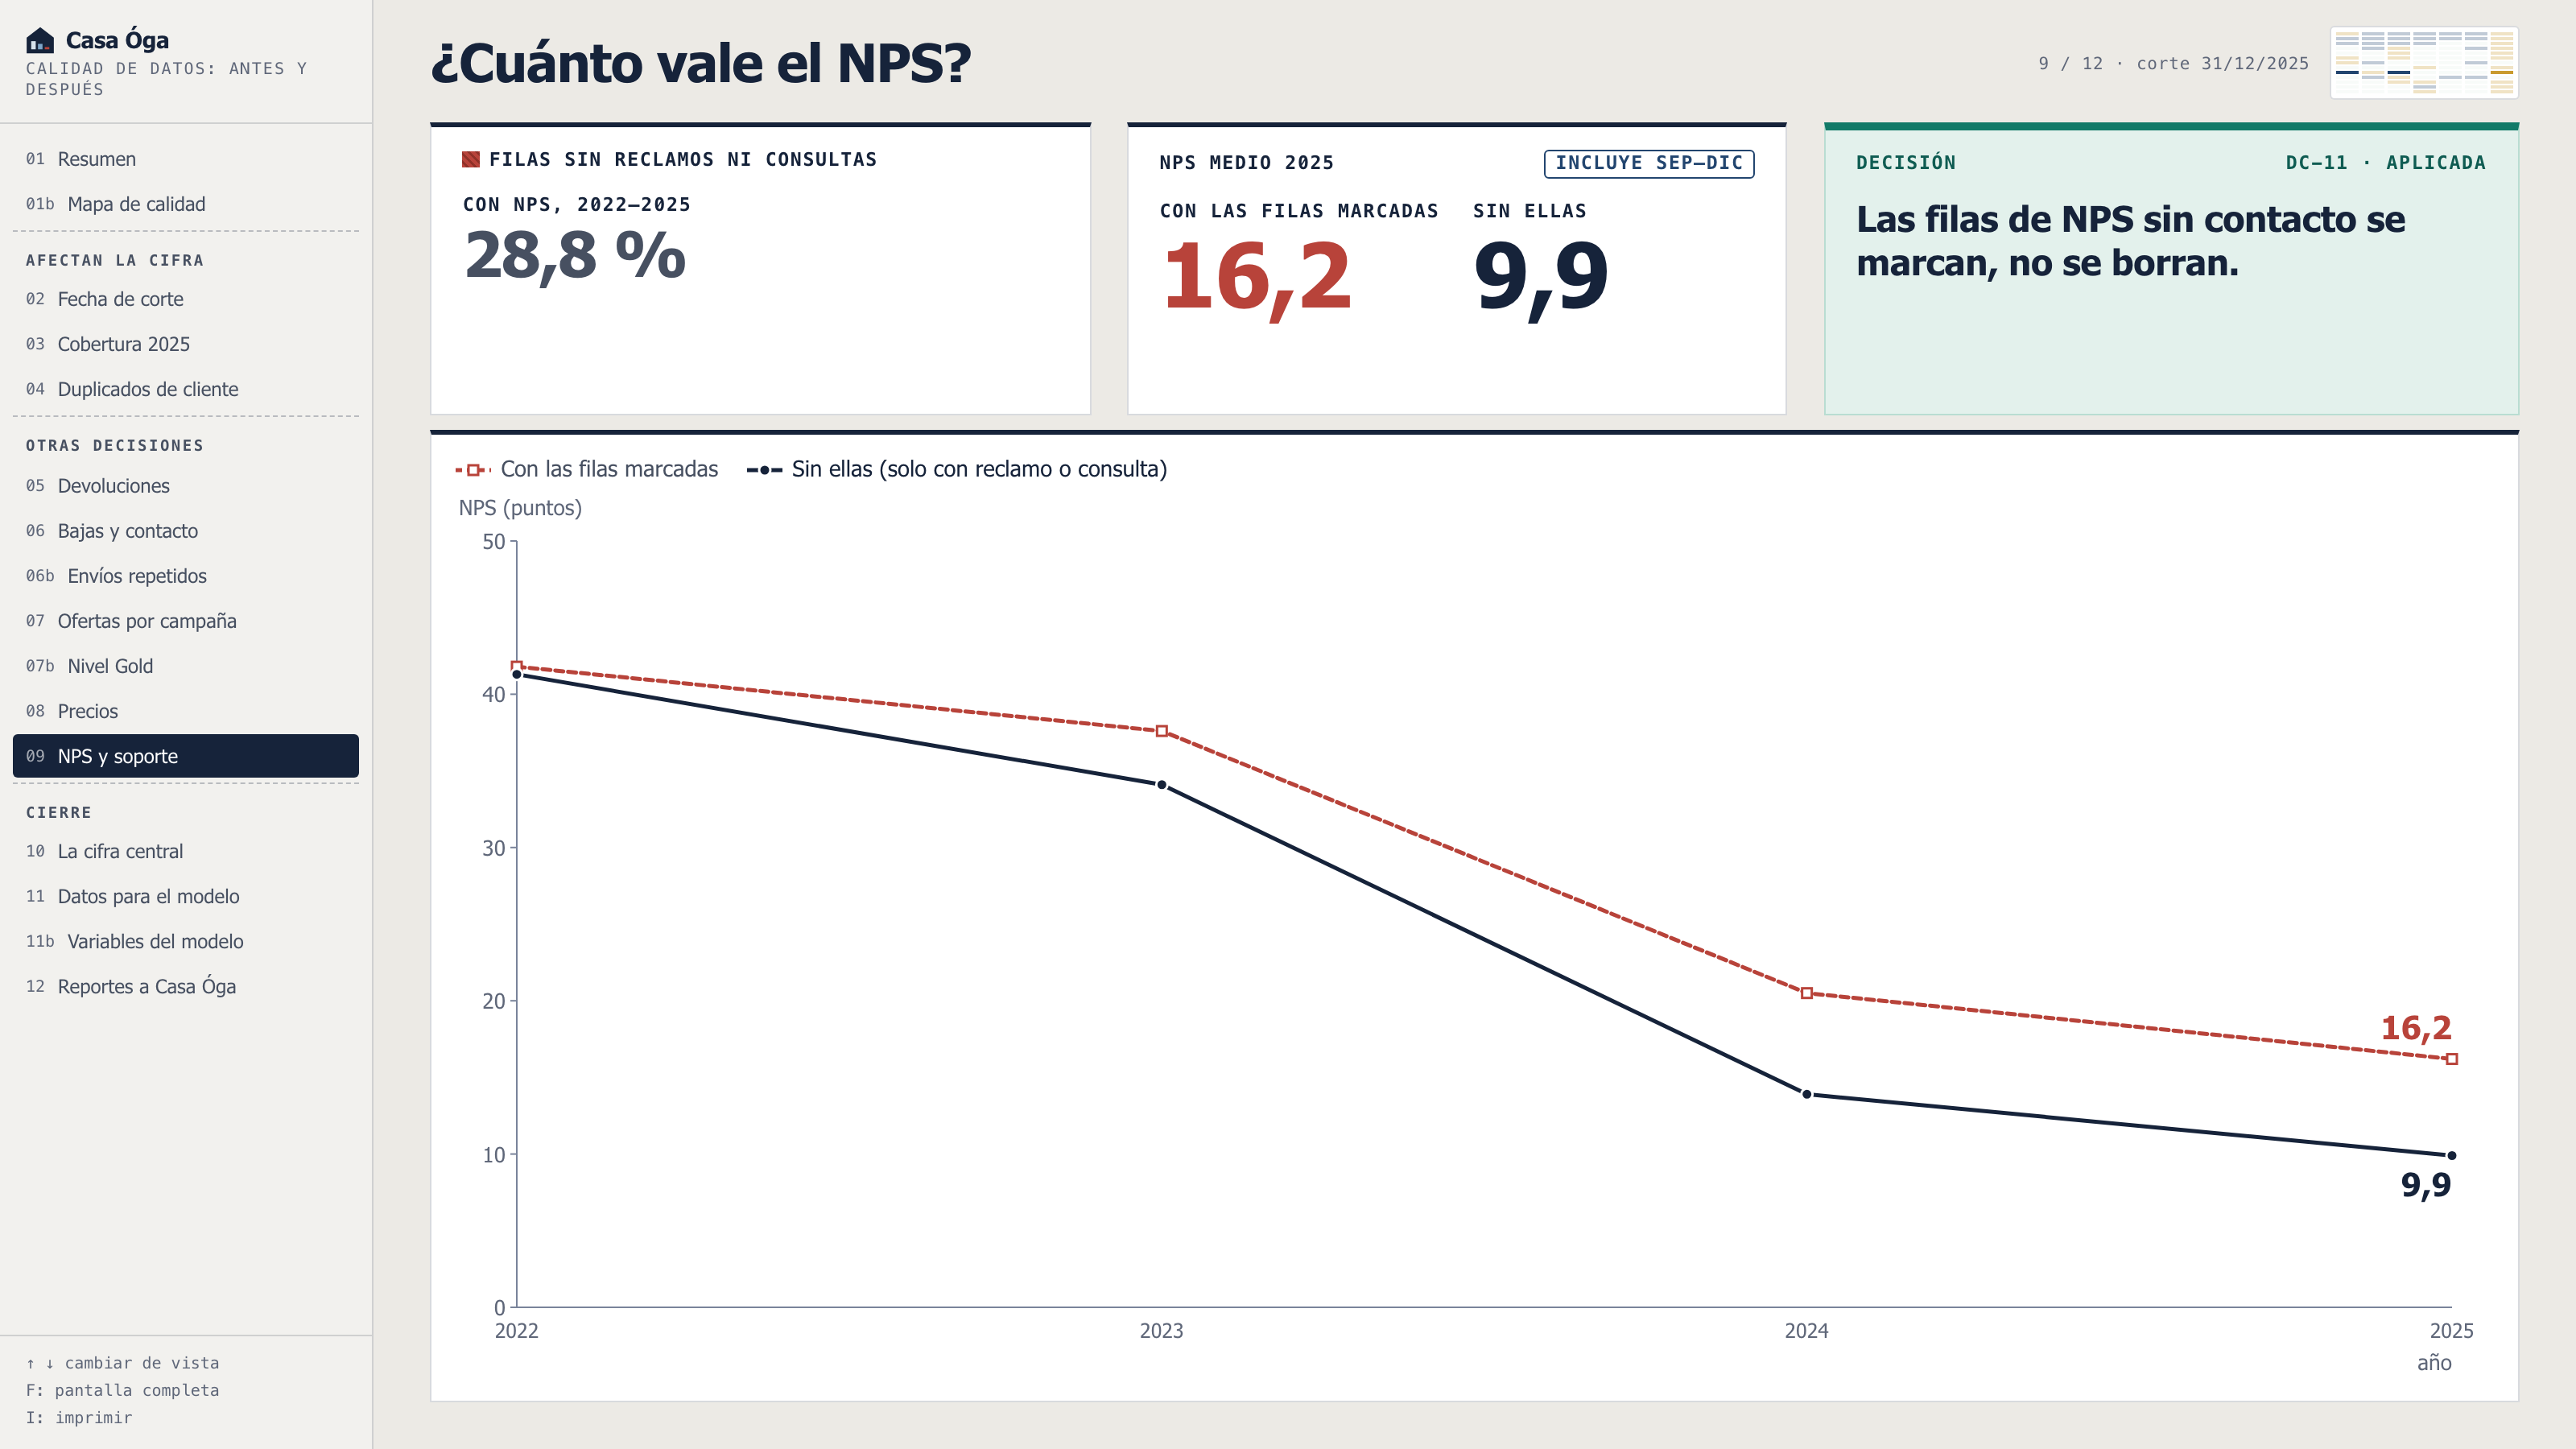 Casa Óga
CALIDAD DE DATOS: ANTES Y
DESPUÉS
01 Resumen
01b Mapa de calidad
AFECTAN LA CIFRA
02 Fecha de corte
03 Cobertura 2025
04 Duplicados de cliente
OTRAS DECISIONES
05 Devoluciones
06 Bajas y contacto
06b Envíos repetidos
07 Ofertas por campaña
07b Nivel Gold
08 Precios
09 NPS y soporte
CIERRE
10 La cifra central
11 Datos para el modelo
11b Variables del modelo
12 Reportes a Casa Óga
↑ ↓ cambiar de vista
F: pantalla completa
I: imprimir
¿Cuánto vale el NPS?
9 / 12 · corte 31/12/2025
FILAS SIN RECLAMOS NI CONSULTAS
CON NPS, 2022–2025
28,8 %
NPS MEDIO 2025
INCLUYE SEP–DIC
CON LAS FILAS MARCADAS
16,2
SIN ELLAS
9,9
DECISIÓN
DC–11 · APLICADA
Las filas de NPS sin contacto se
marcan, no se borran.
Con las filas marcadas
Sin ellas (solo con reclamo o consulta)
NPS (puntos)
50
40
30
20
10
0
16,2
9,9
2022
2023
2024
2025
año